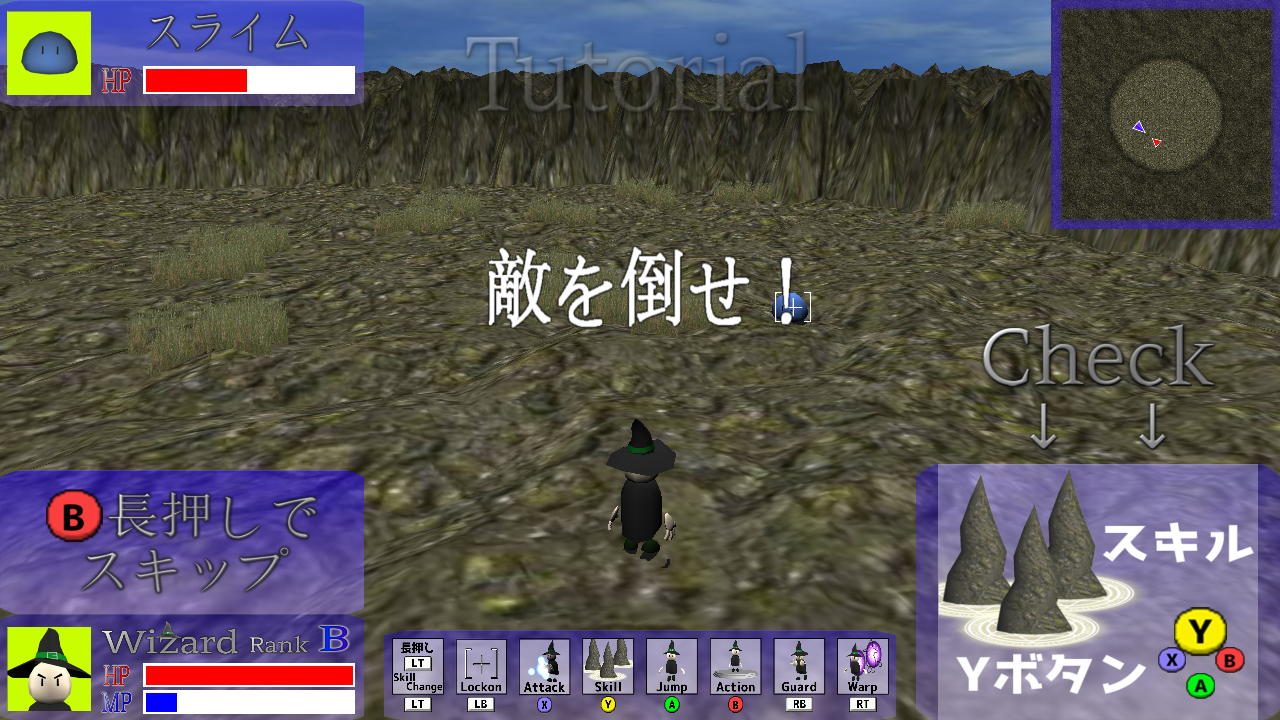 スライム
HP
Tutorial
敵を倒せ！
Check
↓ ↓
B長押しで
スキップ
スキル
Yボタン
Y
X
B
A
Wizard Rank B
HP
MP
長押し
LT
Skill
Change
LT
Lockon
LB
Attack
X
Skill
Y
Jump
A
Action
B
Guard
RB
Warp
RT